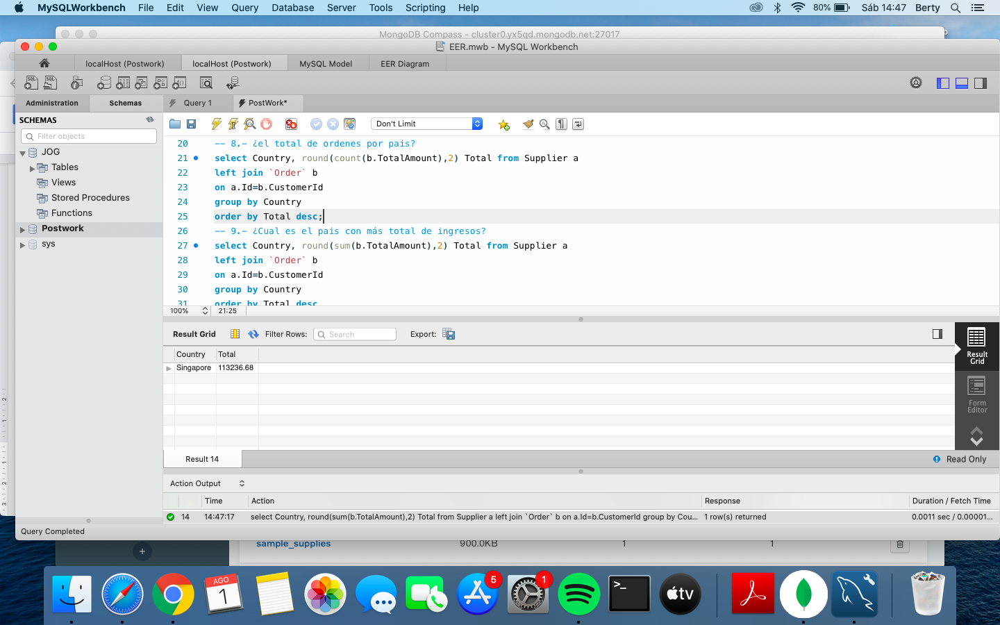 MySQLWorkbench File Edit View Query Database Server Tools Scripting Help 80% Sáb 14:47 Berty
MongoDB Compass - cluster0.yx5qd.mongodb.net:27017
EER.mwb - MySQL Workbench
localHost (Postwork) localHost (Postwork) MySQL Model EER Diagram
Administration Schemas Query 1 PostWork*
SCHEMAS
Don't Limit
Filter objects
JOG
Tables
Views
Stored Procedures
Functions
Postwork
sys
20 -- 8.- ¿el total de ordenes por pais?
21 select Country, round(count(b.TotalAmount),2) Total from Supplier a
22 left join `Order` b
23 on a.Id=b.CustomerId
24 group by Country
25 order by Total desc;
26 -- 9.- ¿Cual es el pais con más total de ingresos?
27 select Country, round(sum(b.TotalAmount),2) Total from Supplier a
28 left join `Order` b
29 on a.Id=b.CustomerId
30 group by Country
31 order by Total desc
100% 21:25
Result Grid Filter Rows: Search Export:
Country Total
Singapore 113236.68
Result Grid
Form Editor
Result 14 Read Only
Action Output
Time Action Response Duration / Fetch Time
14 14:47:17 select Country, round(sum(b.TotalAmount),2) Total from Supplier a left join `Order` b on a.Id=b.CustomerId group by Cou... 1 row(s) returned 0.0011 sec / 0.00001...
Query Completed
sample_supplies 900.0KB 1 1
AGO
1
5
1
>_
tv